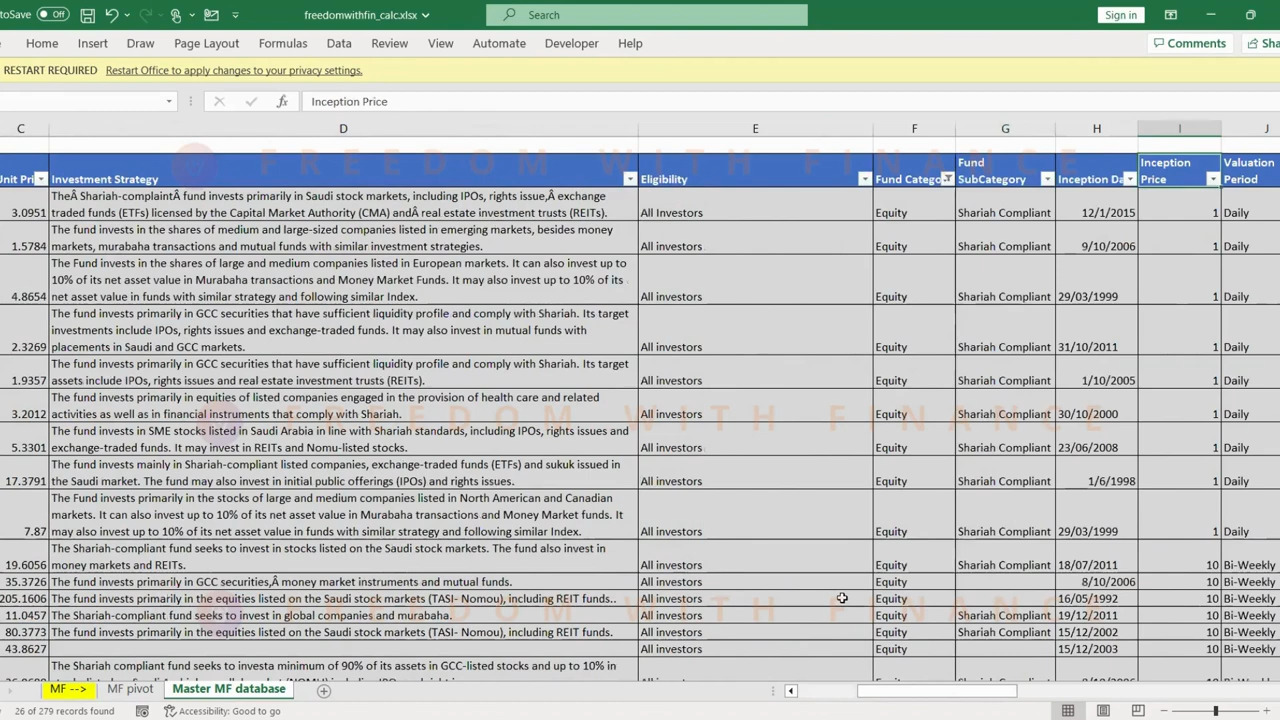 toSave Off
freedomwithfin_calc.xlsx
Search
Sign in
Home Insert Draw Page Layout Formulas Data Review View Automate Developer Help
Comments
Sha
RESTART REQUIRED Restart Office to apply changes to your privacy settings.
fx Inception Price
C D E F G H I J
FREEDOM WITH FINANCE
Unit Pri Investment Strategy Eligibility Fund Catego Fund SubCategory Inception Da Inception Price Valuation Period
TheÂ Shariah-complaintÂ fund invests primarily in Saudi stock markets, including IPOs, rights issue,Â exchange
3.0951 traded funds (ETFs) licensed by the Capital Market Authority (CMA) andÂ real estate investment trusts (REITs). All Investors Equity Shariah Compliant 12/1/2015 1 Daily
The fund invests in the shares of medium and large-sized companies listed in emerging markets, besides money
1.5784 markets, murabaha transactions and mutual funds with similar investment strategies. All investors Equity Shariah Compliant 9/10/2006 1 Daily
The Fund invests in the shares of large and medium companies listed in European markets. It can also invest up to
10% of its net asset value in Murabaha transactions and Money Market Funds. It may also invest up to 10% of its
4.8654 net asset value in funds with similar strategy and following similar Index. All investors Equity Shariah Compliant 29/03/1999 1 Daily
The fund invests primarily in GCC securities that have sufficient liquidity profile and comply with Shariah. Its target
investments include IPOs, rights issues and exchange-traded funds. It may also invest in mutual funds with
2.3269 placements in Saudi and GCC markets. All investors Equity Shariah Compliant 31/10/2011 1 Daily
The fund invests primarily in GCC securities that have sufficient liquidity profile and comply with Shariah. Its target
1.9357 assets include IPOs, rights issues and real estate investment trusts (REITs). All investors Equity Shariah Compliant 1/10/2005 1 Daily
The fund invests primarily in equities of listed companies engaged in the provision of health care and related
3.2012 activities as well as in financial instruments that comply with Shariah. All investors Equity Shariah Compliant 30/10/2000 1 Daily
FREEDOM WITH FINANCE
The fund invests in SME stocks listed in Saudi Arabia in line with Shariah standards, including IPOs, rights issues and
5.3301 exchange-traded funds. It may invest in REITs and Nomu-listed stocks. All investors Equity Shariah Compliant 23/06/2008 1 Daily
The fund invests mainly in Shariah-compliant listed companies, exchange-traded funds (ETFs) and sukuk issued in
17.3791 the Saudi market. The fund may also invest in initial public offerings (IPOs) and rights issues. All investors Equity Shariah Compliant 1/6/1998 1 Daily
The Fund invests primarily in the stocks of large and medium companies listed in North American and Canadian
markets. It can also invest up to 10% of its net asset value in Murabaha transactions and Money Market Funds. It
7.87 may also invest up to 10% of its net asset value in funds with similar strategy and following similar Index. All investors Equity Shariah Compliant 29/03/1999 1 Daily
The Shariah-compliant fund seeks to invest in stocks listed on the Saudi stock markets. The fund also invest in
19.6056 money markets and REITs. All investors Equity Shariah Compliant 18/07/2011 10 Bi-Weekly
35.3726 The fund invests primarily in GCC securities,Â money market instruments and mutual funds. All investors Equity 8/10/2006 10 Bi-Weekly
205.1606 The fund invests primarily in the equities listed on the Saudi stock markets (TASI- Nomou), including REIT funds.. All investors Equity 16/05/1992 10 Bi-Weekly
FREEDOM WITH FINANCE
11.0457 The Shariah-compliant fund seeks to invest in global companies and murabaha. All investors Equity Shariah Compliant 19/12/2011 10 Bi-Weekly
80.3773 The fund invests primarily in the equities listed on the Saudi stock markets (TASI- Nomou), including REIT funds. All investors Equity Shariah Compliant 15/12/2002 10 Bi-Weekly
43.8627 All investors Equity 15/12/2003 10 Bi-Weekly
The Shariah compliant fund seeks to investa minimum of 90% of its assets in GCC-listed stocks and up to 10% in
MF --> MF pivot Master MF database
26 of 279 records found Accessibility: Good to go